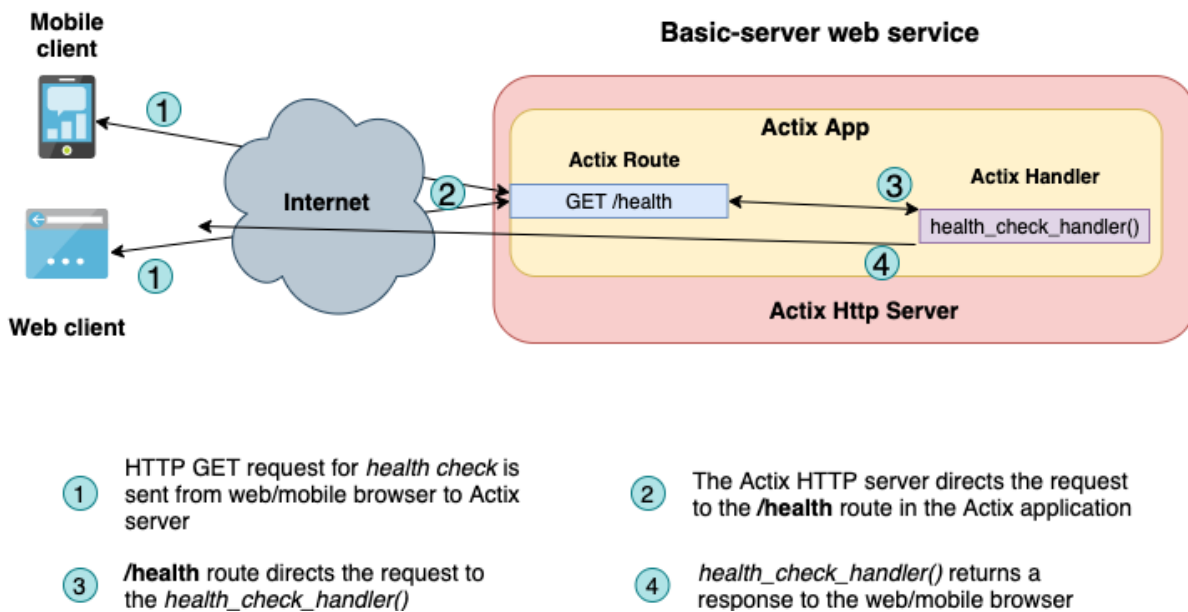 Mobile
client
Basic-server web service
1
Actix App
Actix Route
Actix Handler
Internet
2
GET /health
3
health_check_handler()
4
1
Actix Http Server
Web client
1
HTTP GET request for health check is
sent from web/mobile browser to Actix
server
2
The Actix HTTP server directs the request
to the /health route in the Actix application
3
/health route directs the request to
the health_check_handler()
4
health_check_handler() returns a
response to the web/mobile browser